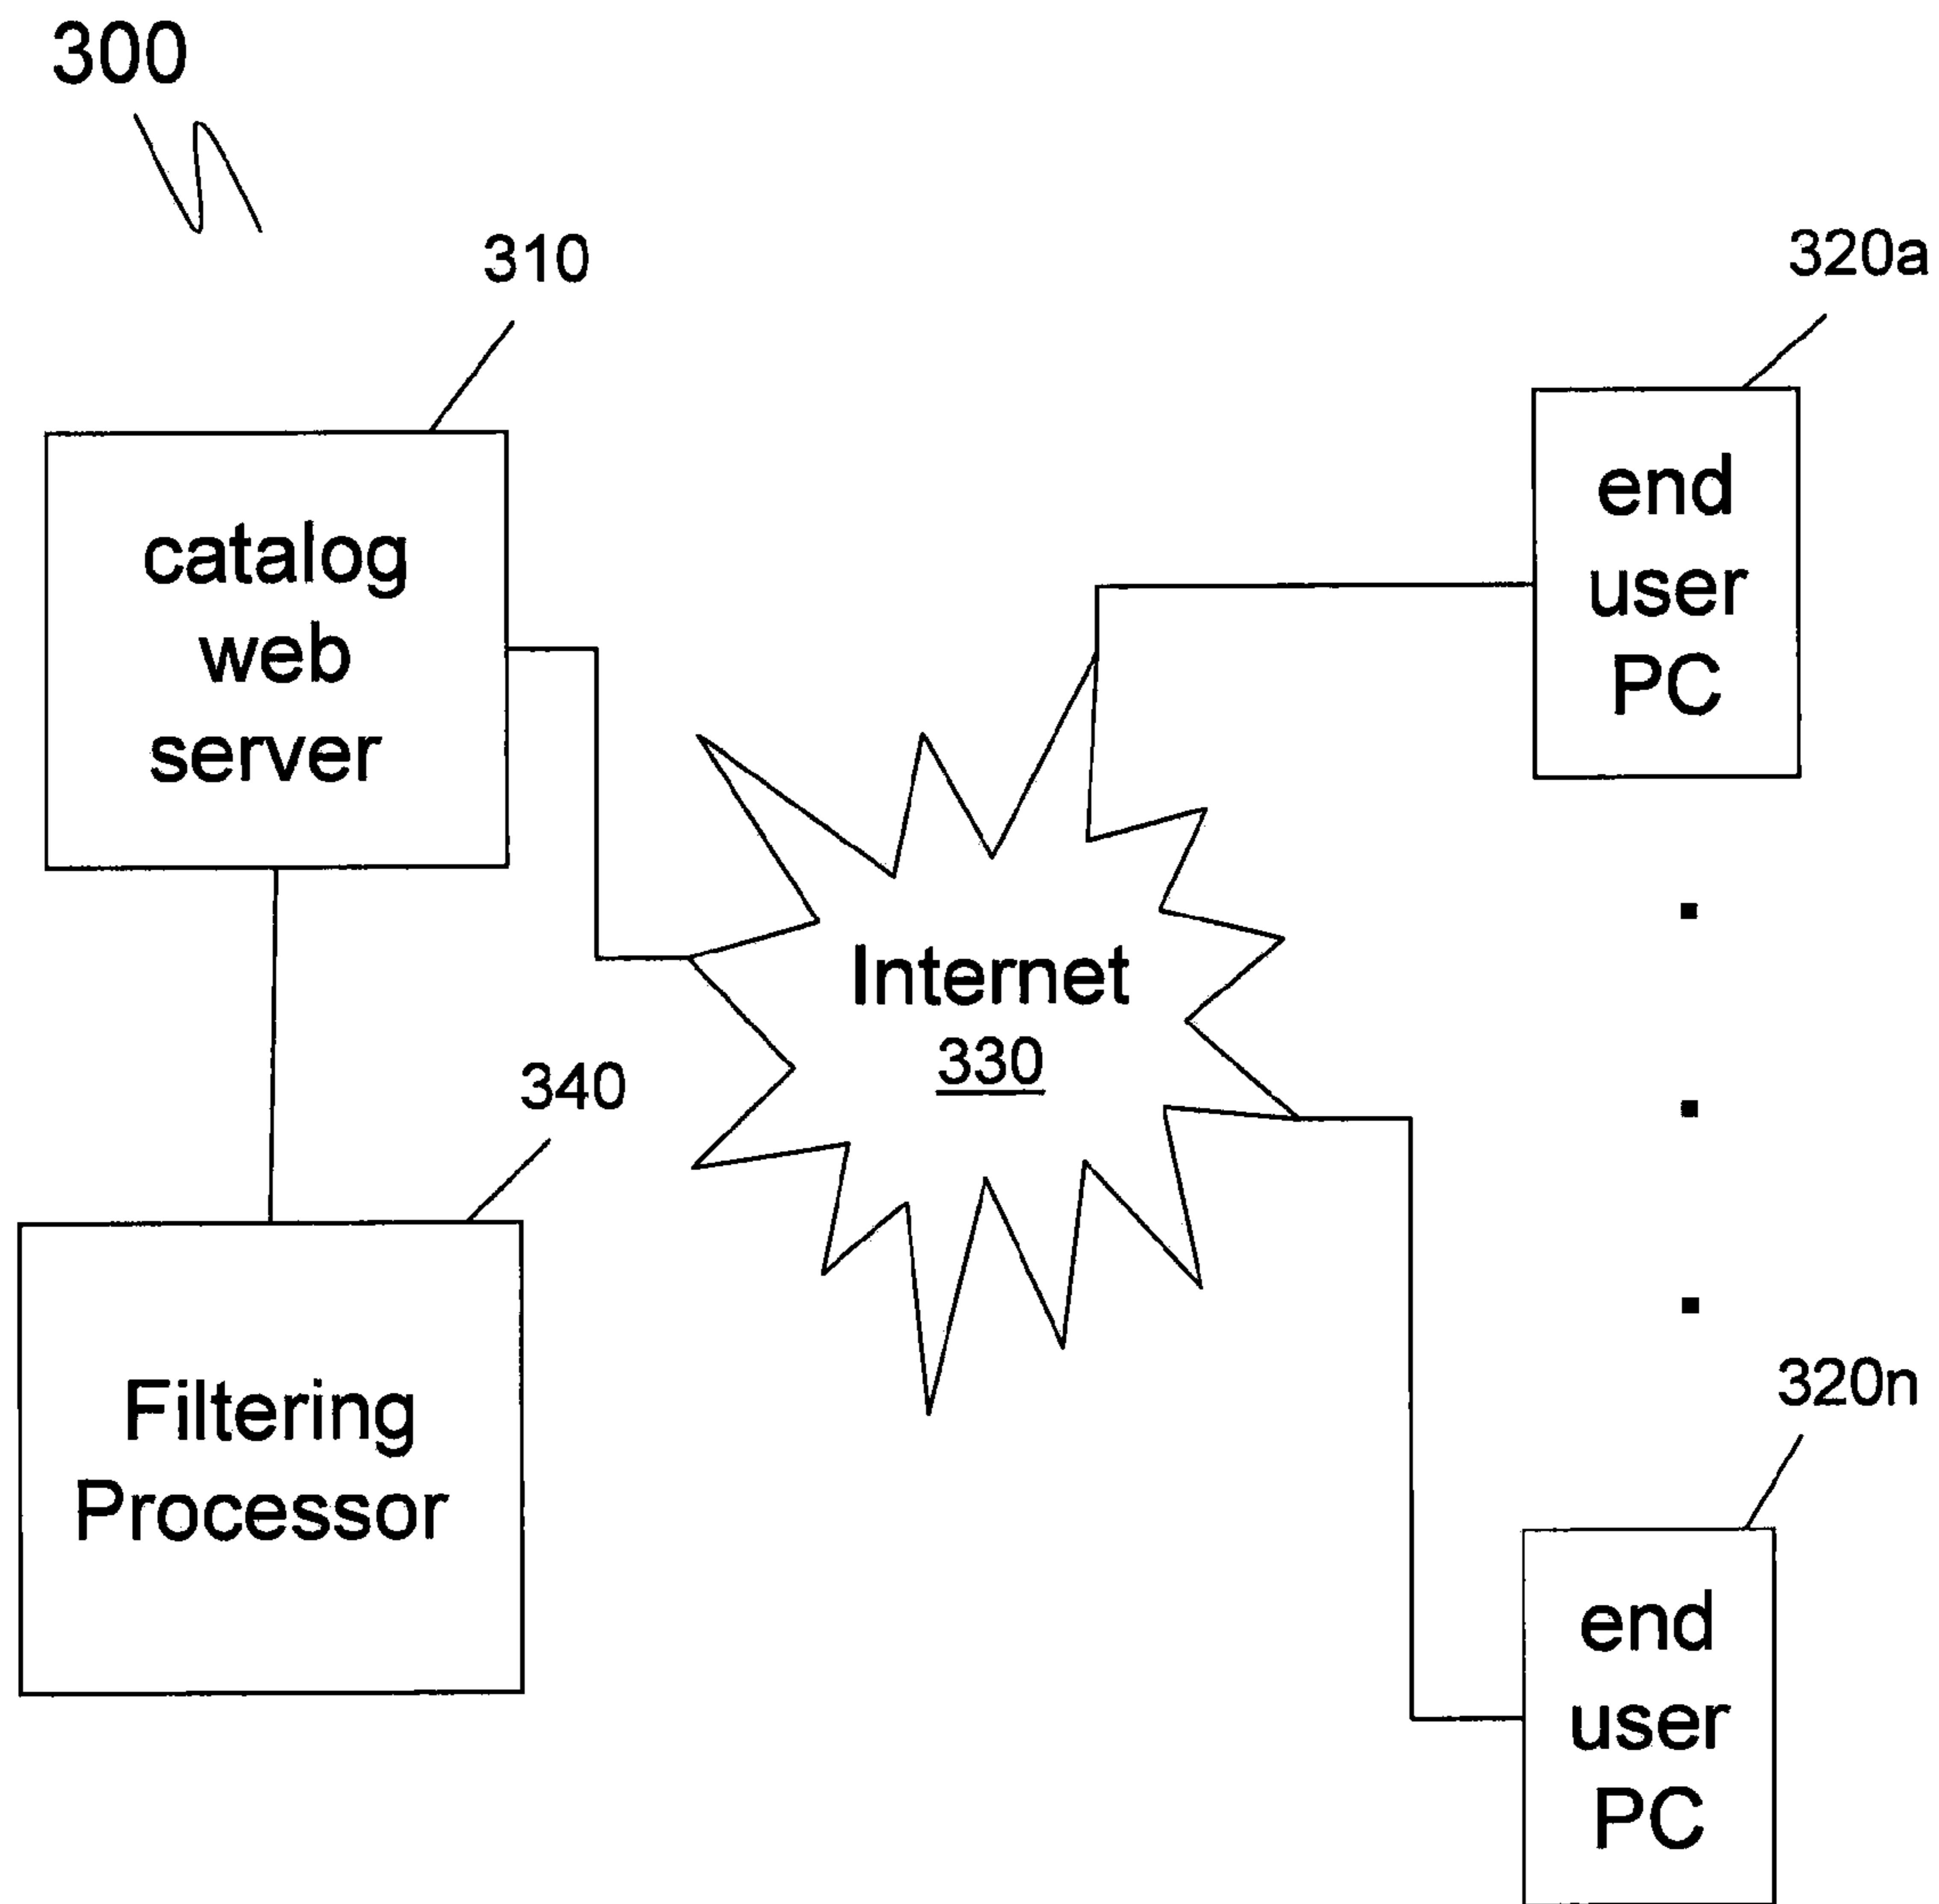 300
310
320a
catalog
web
server
end
user
PC
Internet
330
340
Filtering
Processor
320n
end
user
PC